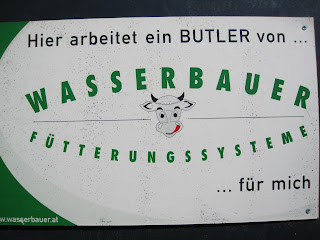 Hier arbeitet ein BUTLER von ...
WASSERBAUER
FÜTTERUNGSSYSTEME
... für mich
www.wasserbauer.at